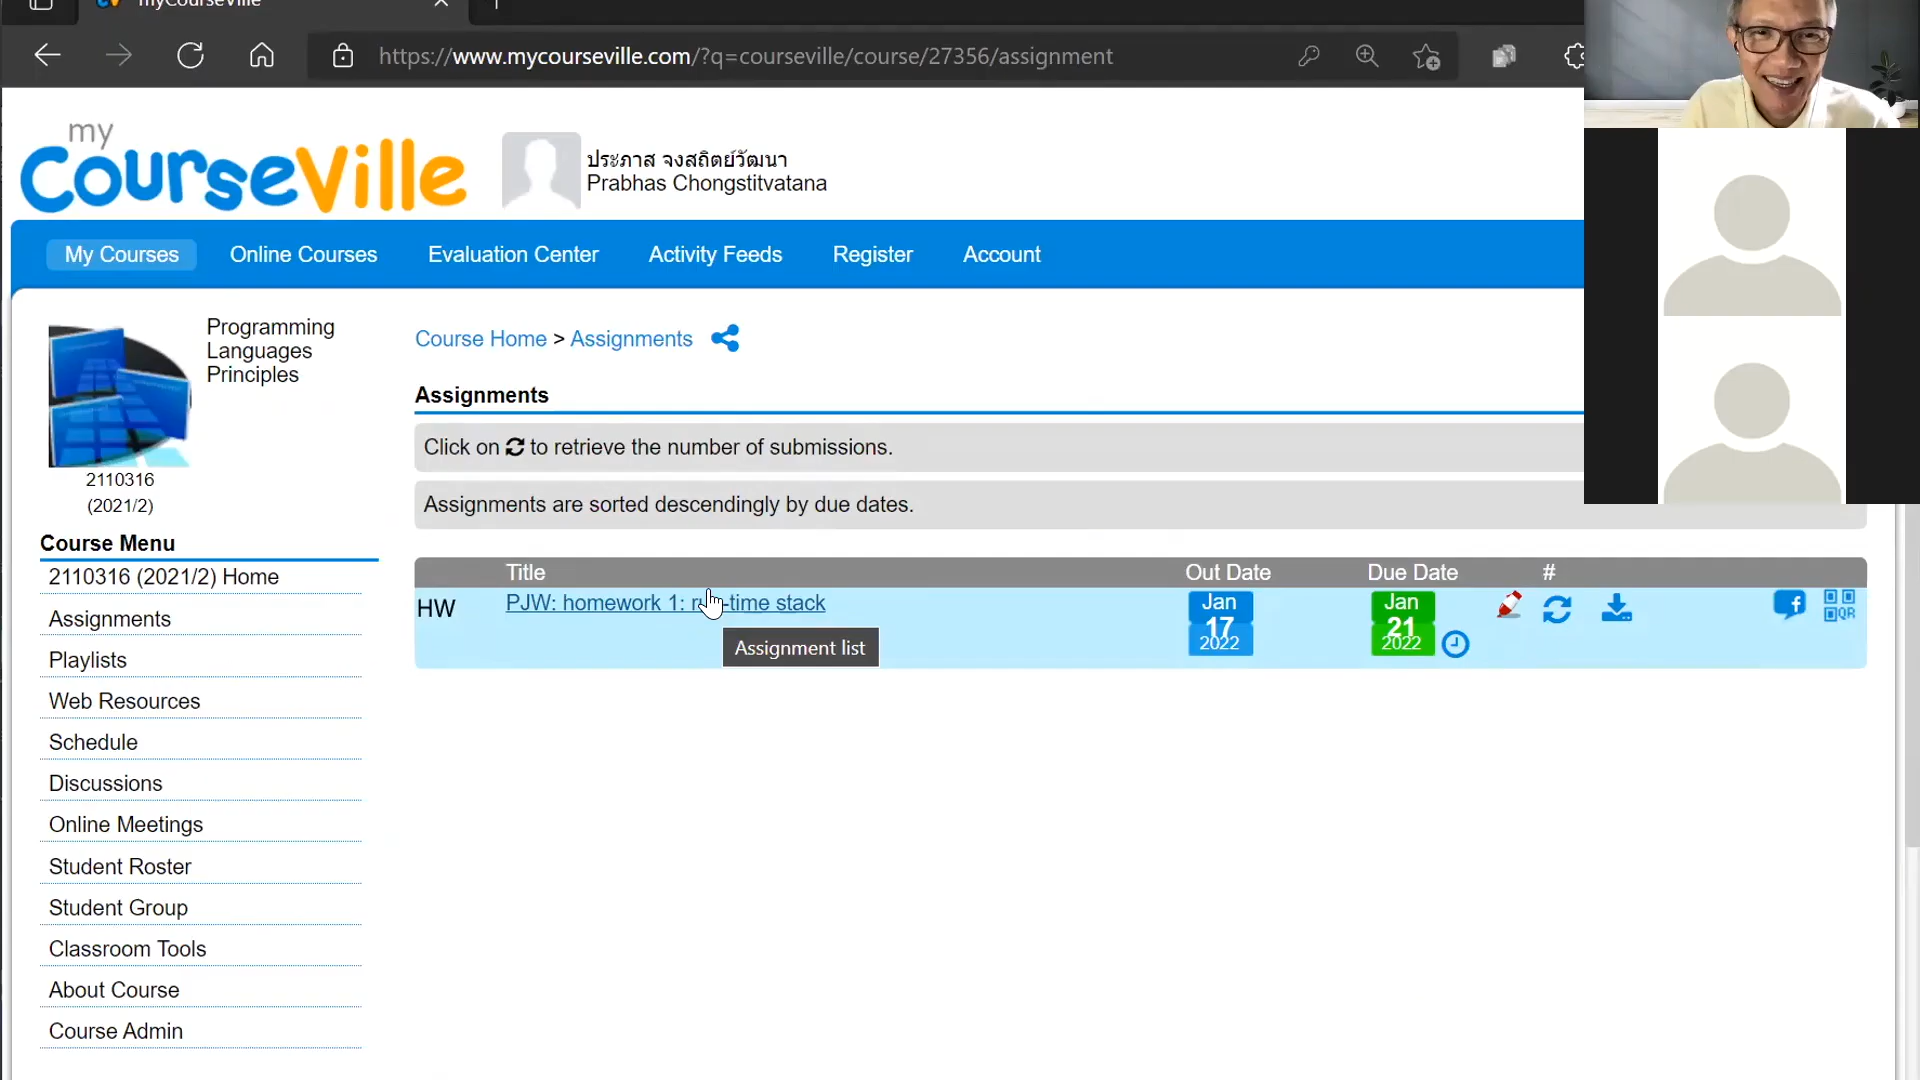 myCourseVille
https://www.mycourseville.com/?q=courseville/course/27356/assignment
my
CourseVille
ประภาส จงสถิตย์วัฒนา
Prabhas Chongstitvatana
My Courses
Online Courses
Evaluation Center
Activity Feeds
Register
Account
Programming
Languages
Principles
2110316
(2021/2)
Course Menu
2110316 (2021/2) Home
Assignments
Playlists
Web Resources
Schedule
Discussions
Online Meetings
Student Roster
Student Group
Classroom Tools
About Course
Course Admin
Course Home > Assignments
Assignments
Click on to retrieve the number of submissions.
Assignments are sorted descendingly by due dates.
Title
Out Date
Due Date
#
HW
PJW: homework 1: run-time stack
Jan
17
2022
Jan
21
2022
QR
Assignment list